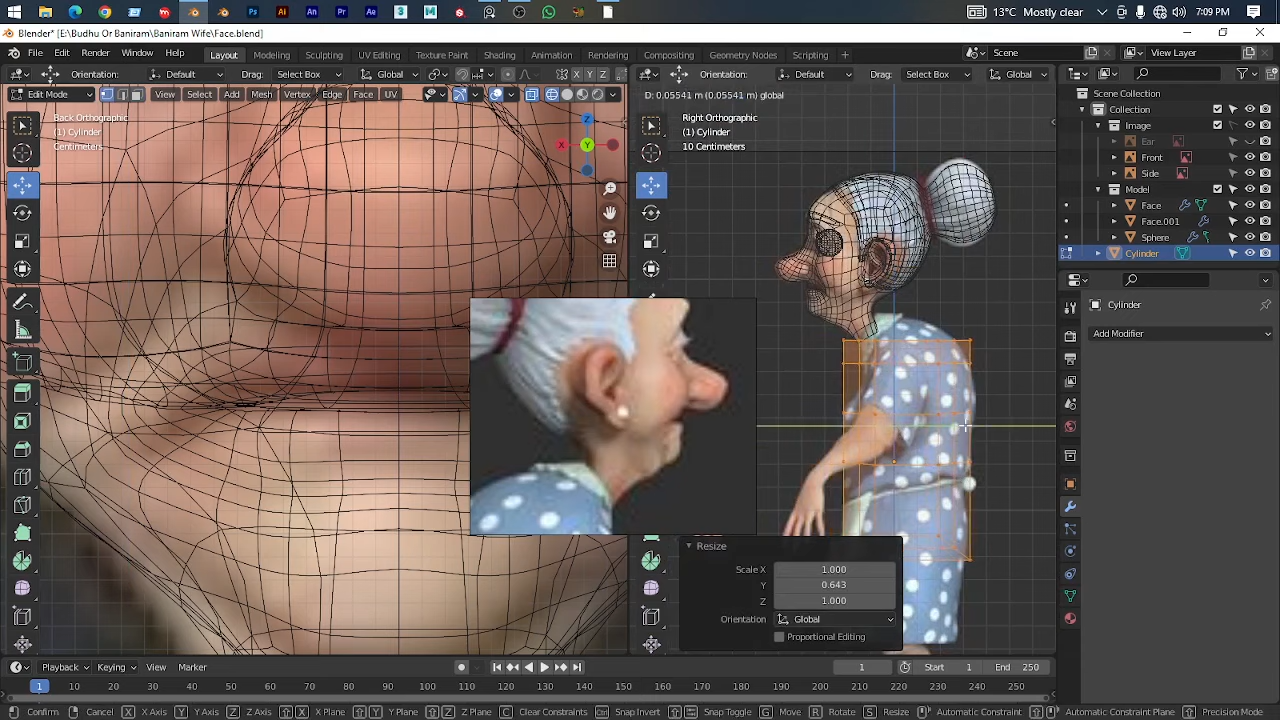 13°C Mostly clear
7:09 PM
Blender* [E:\Budhu Or Baniram\Baniram Wife\Face.blend]
File Edit Render Window Help
Layout Modeling Sculpting UV Editing Texture Paint Shading Animation Rendering Compositing Geometry Nodes Scripting +
Scene
View Layer
Orientation: Default Drag: Select Box Global X Y Z
Orientation: Default Drag: Select Box Global
Edit Mode View Select Add Mesh Vertex Edge Face UV
D: 0.05541 m (0.05541 m) global
Back Orthographic
(1) Cylinder
Centimeters
Z
X
Y
Right Orthographic
(1) Cylinder
10 Centimeters
Scene Collection
Collection
Image
Ear
Front
Side
Model
Face
Face.001
Sphere
Cylinder
Cylinder
Add Modifier
Resize
Scale X 1.000
Y 0.643
Z 1.000
Orientation Global
Proportional Editing
Playback Keying View Marker
1 Start 1 End 250
1 10 20 30 40 50 60 70 80 90 100 110 120 130 140 150 160 170 180 190 200 210 220 230 240 250
Confirm Cancel X X Axis Y Y Axis Z Z Axis X X Plane Y Y Plane Z Z Plane C Clear Constraints Ctrl Snap Invert Snap Toggle G Move R Rotate S Resize Automatic Constraint Automatic Constraint Plane Precision Mode